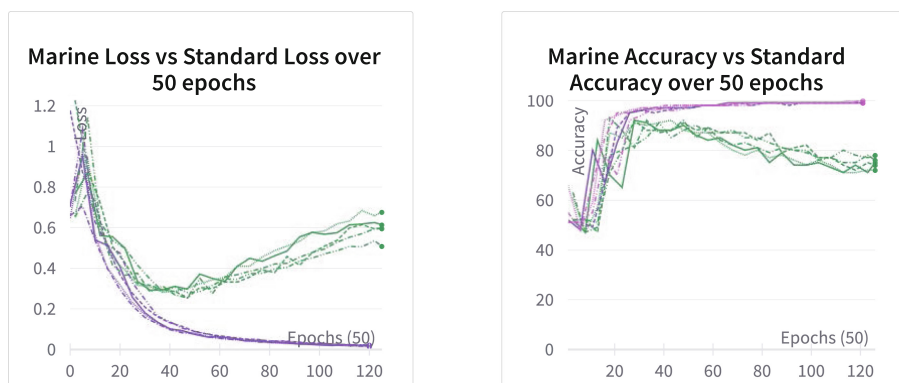 Marine Loss vs Standard Loss over
50 epochs
Loss
1.2
1
0.8
0.6
0.4
0.2
0
Epochs (50)
0 20 40 60 80 100 120
Marine Accuracy vs Standard
Accuracy over 50 epochs
Accuracy
100
80
60
40
20
0
Epochs (50)
20 40 60 80 100 120